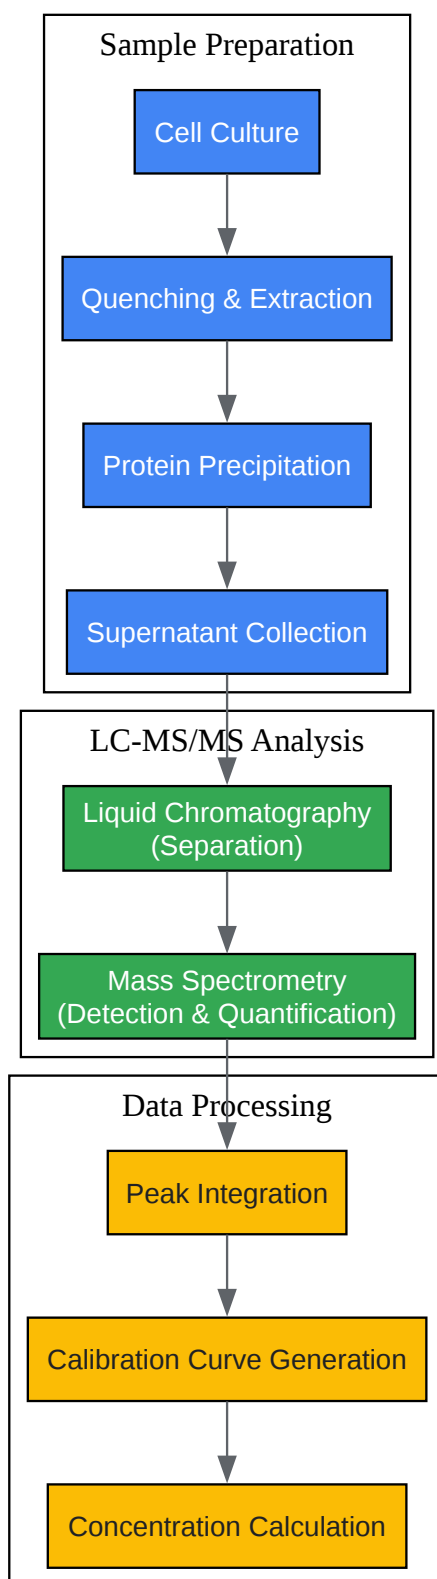 Sample Preparation
Cell Culture
Quenching & Extraction
Protein Precipitation
Supernatant Collection
LC-MS/MS Analysis
Liquid Chromatography
(Separation)
Mass Spectrometry
(Detection & Quantification)
Data Processing
Peak Integration
Calibration Curve Generation
Concentration Calculation